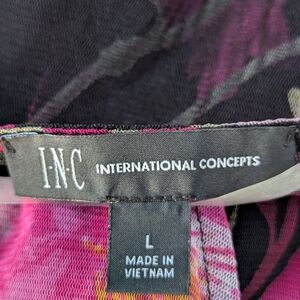 I·N·C INTERNATIONAL CONCEPTS
L
MADE IN
VIETNAM